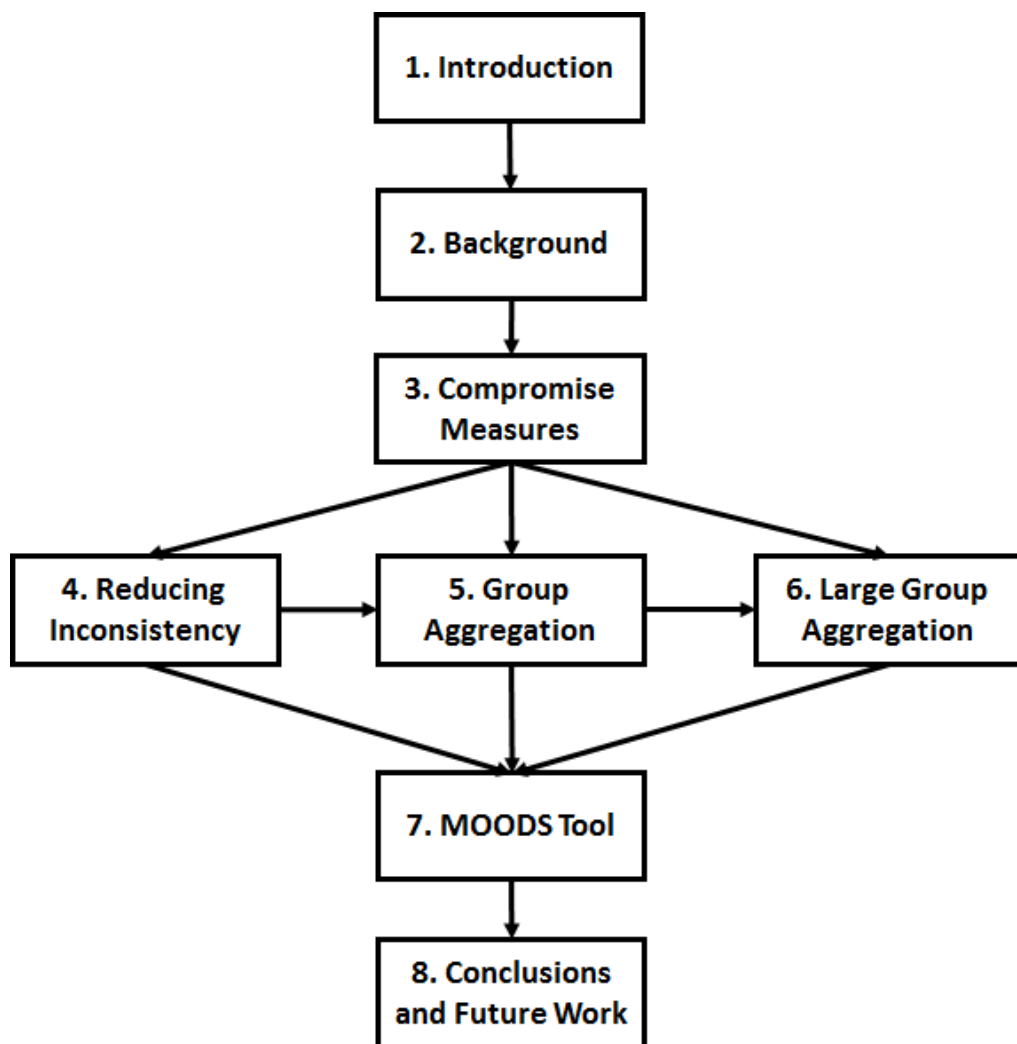 1. Introduction
2. Background
3. Compromise
Measures
4. Reducing
Inconsistency
5. Group
Aggregation
6. Large Group
Aggregation
7. MOODS Tool
8. Conclusions
and Future Work